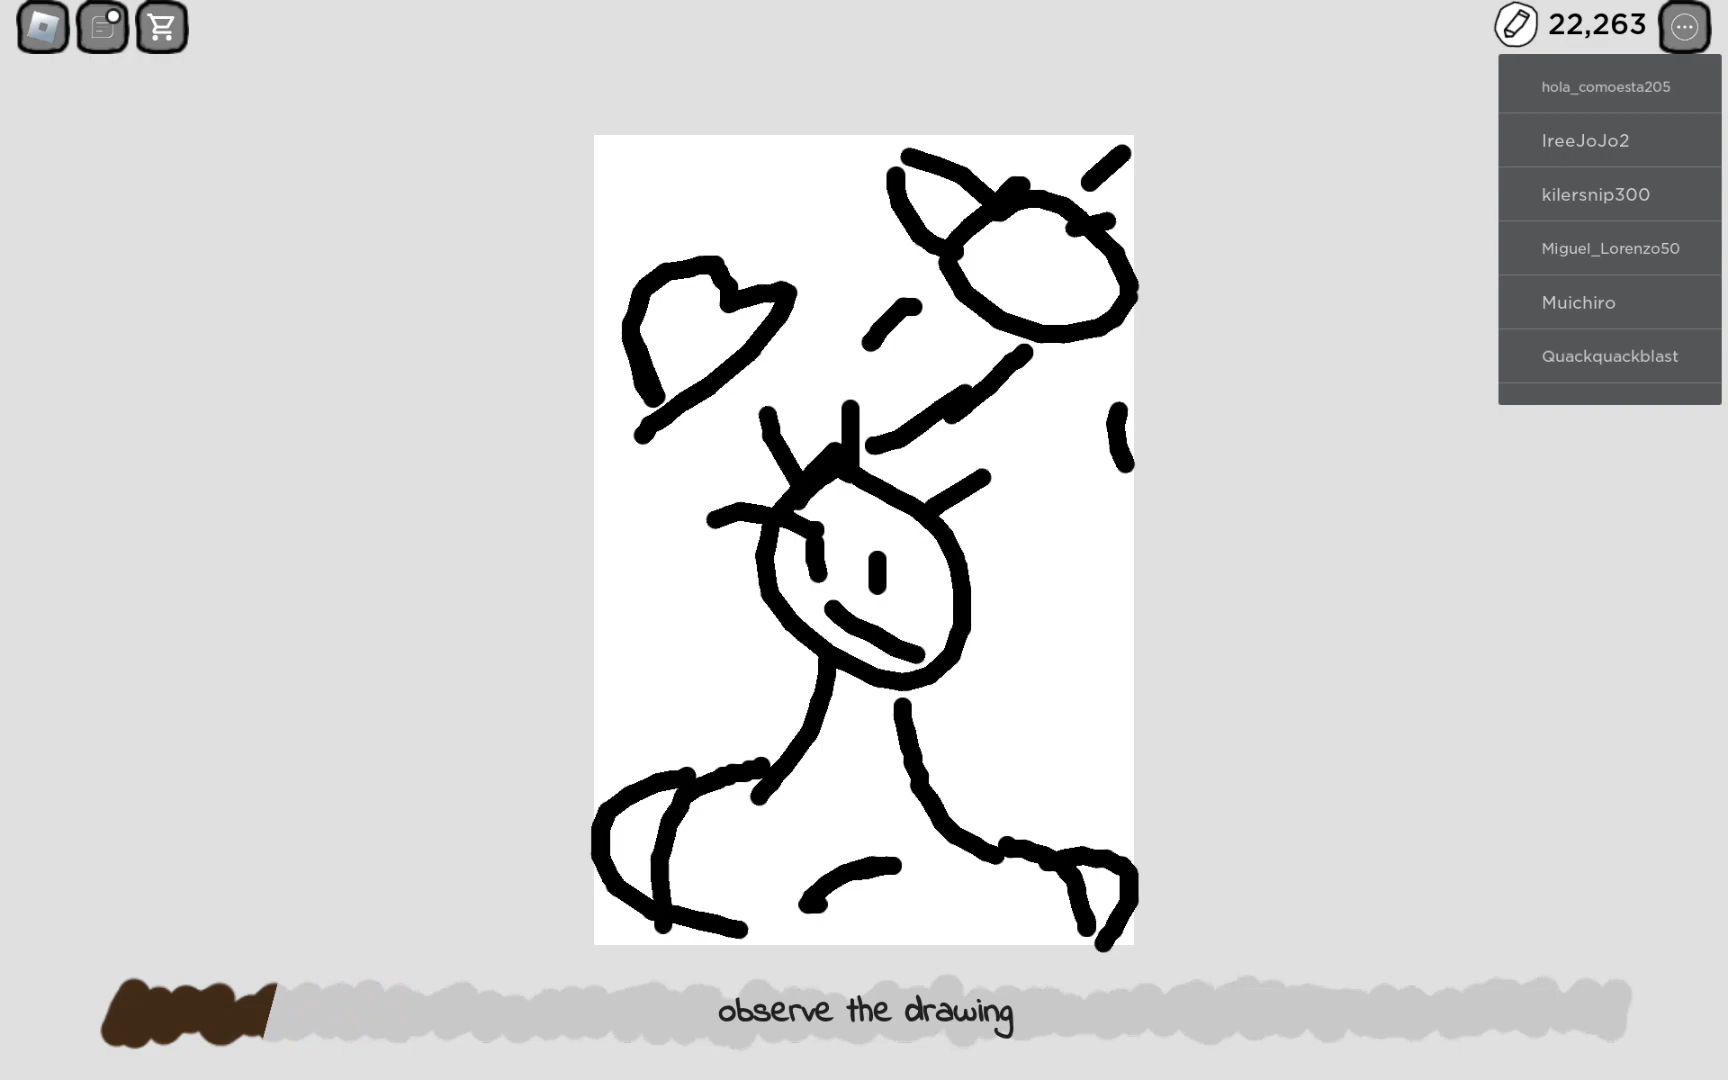 22,263
hola_comoesta205
IreeJoJo2
kilersnip300
Miguel_Lorenzo50
Muichiro
Quackquackblast
observe the drawing